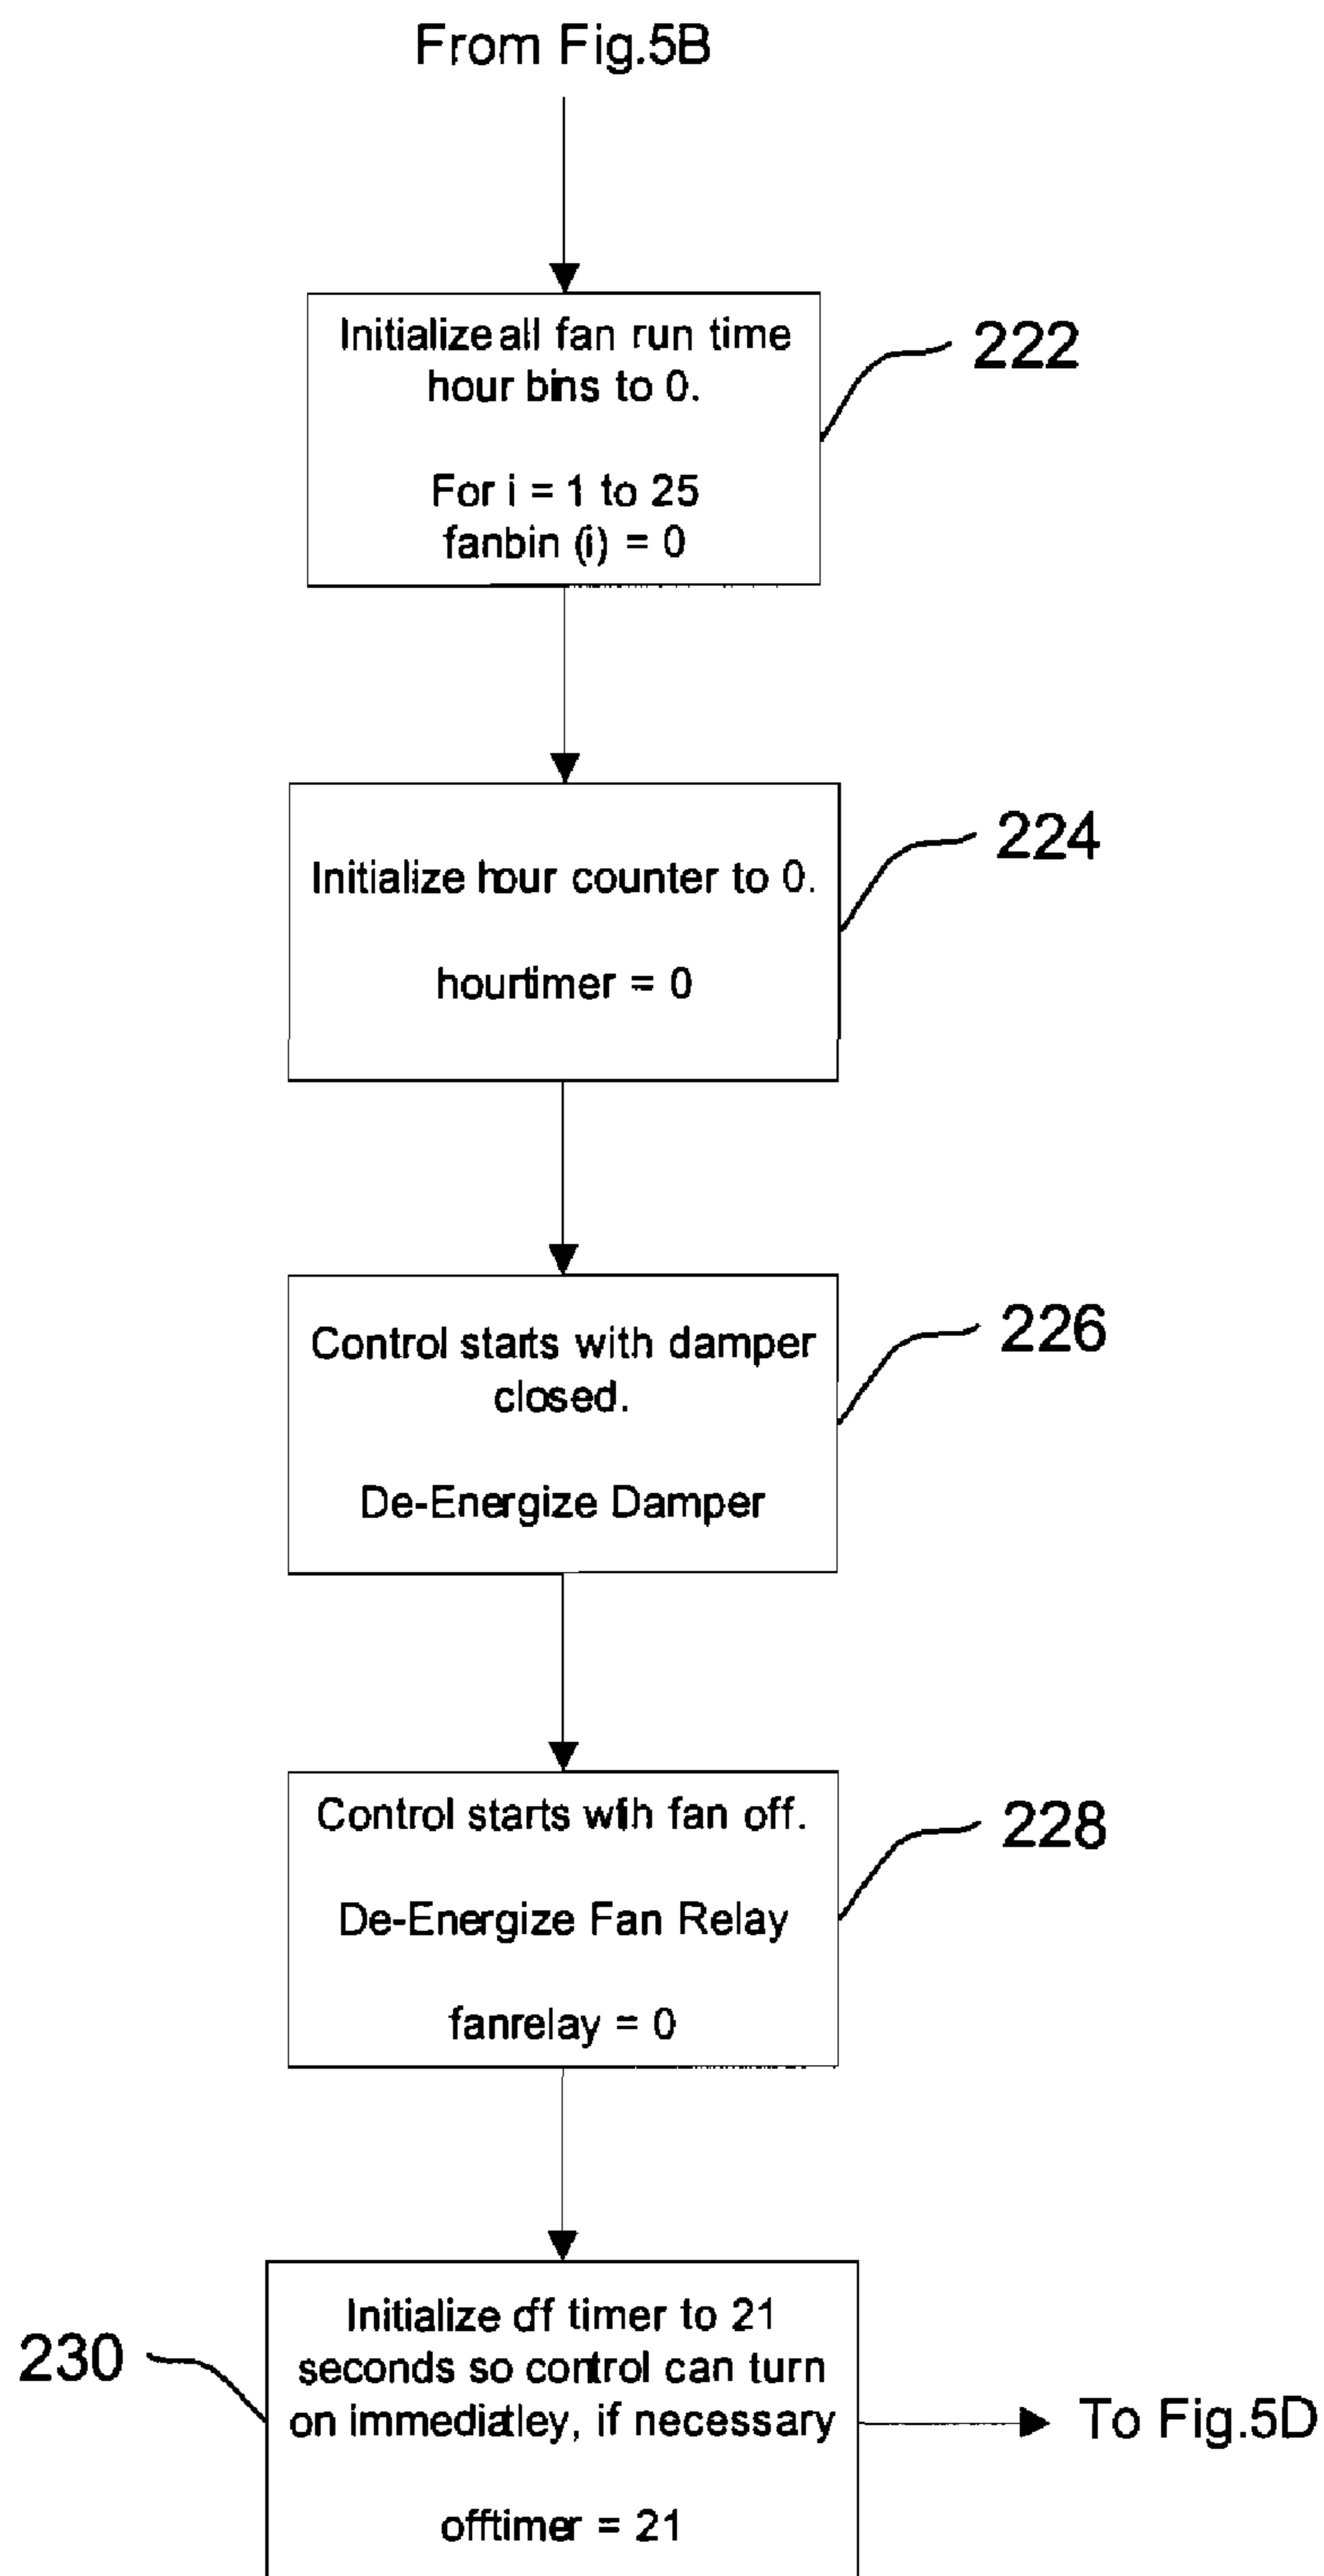 From Fig.5B
Initialize all fan run time
hour bins to 0.
For i = 1 to 25
fanbin (i) = 0
222
Initialize hour counter to 0.
hourtimer = 0
224
Control starts with damper
closed.
De-Energize Damper
226
Control starts with fan off.
De-Energize Fan Relay
fanrelay = 0
228
Initialize off timer to 21
seconds so control can turn
on immediatley, if necessary
offtimer = 21
230
To Fig.5D